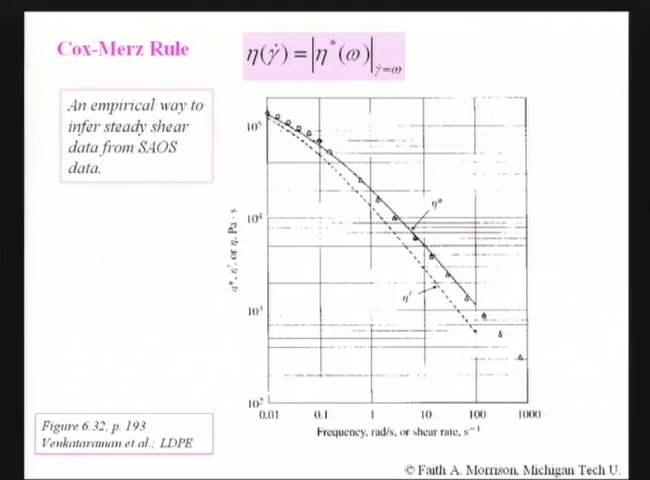 Cox-Merz Rule
η(γ̇) = |η*(ω)|γ̇=ω
An empirical way to
infer steady shear
data from SAOS
data.
η*, η', or η, Pa · s
10⁵
10⁴
10³
10²
η*
η'
0.01 0.1 1 10 100 1000
Frequency, rad/s, or shear rate, s⁻¹
Figure 6.32, p. 193
Venkataraman et al.; LDPE
© Faith A. Morrison, Michigan Tech U.